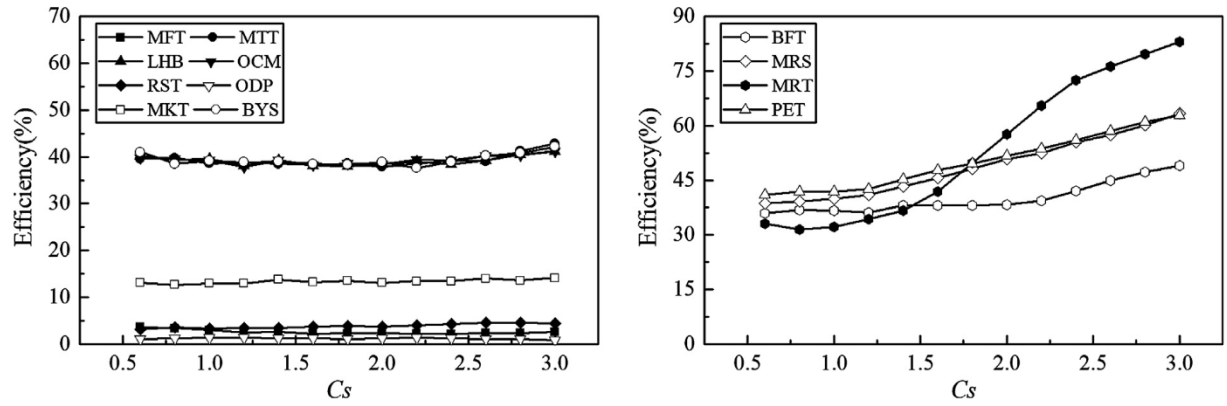 70
60
50
40
30
20
10
0
Efficiency(%)
MFT MTT
LHB OCM
RST ODP
MKT BYS
0.5 1.0 1.5 2.0 2.5 3.0
Cs
90
75
60
45
30
15
0
Efficiency(%)
BFT
MRS
MRT
PET
0.5 1.0 1.5 2.0 2.5 3.0
Cs